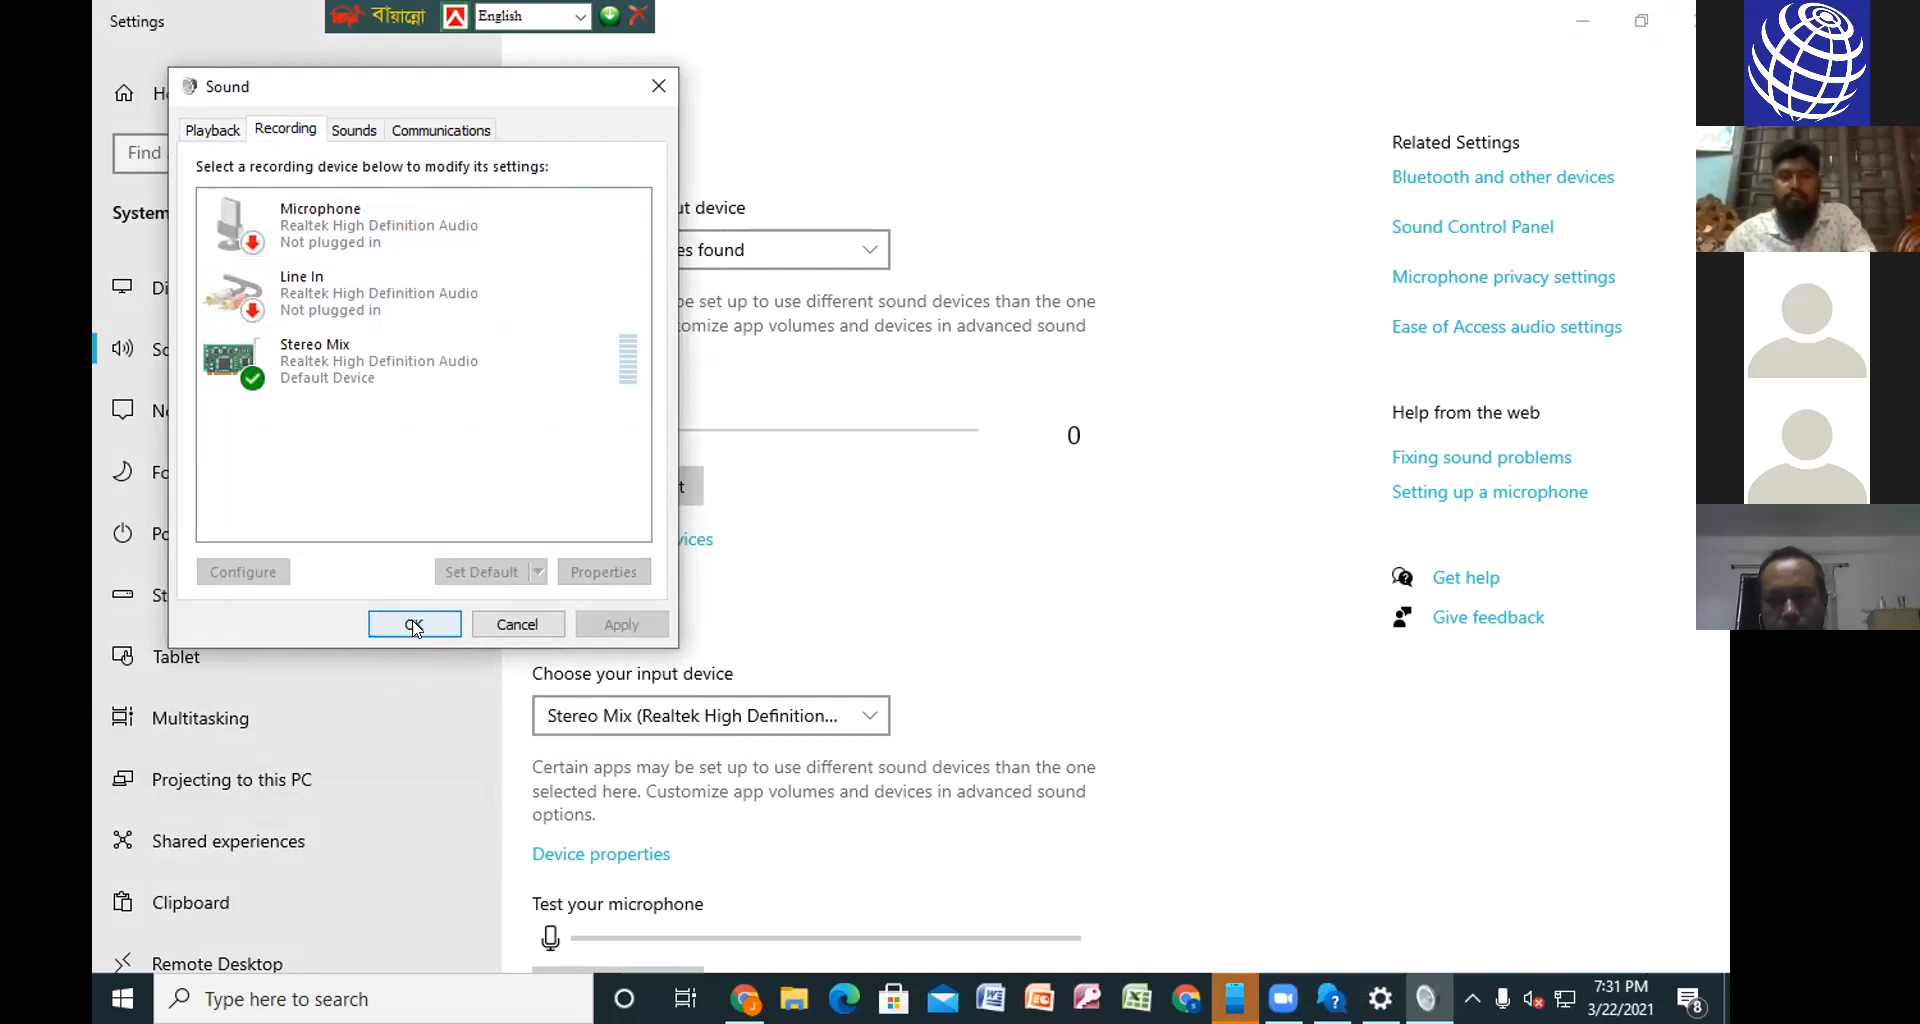 Settings
বায়ান্নো
English
Sound
Playback
Recording
Sounds
Communications
Select a recording device below to modify its settings:
Microphone
Realtek High Definition Audio
Not plugged in
Line In
Realtek High Definition Audio
Not plugged in
Stereo Mix
Realtek High Definition Audio
Default Device
Configure
Set Default
Properties
OK
Cancel
Apply
Find
System
Tablet
Multitasking
Projecting to this PC
Shared experiences
Clipboard
Remote Desktop
ut device
es found
be set up to use different sound devices than the one
customize app volumes and devices in advanced sound
0
t
vices
Choose your input device
Stereo Mix (Realtek High Definition...
Certain apps may be set up to use different sound devices than the one
selected here. Customize app volumes and devices in advanced sound
options.
Device properties
Test your microphone
Related Settings
Bluetooth and other devices
Sound Control Panel
Microphone privacy settings
Ease of Access audio settings
Help from the web
Fixing sound problems
Setting up a microphone
Get help
Give feedback
Type here to search
7:31 PM
3/22/2021
8